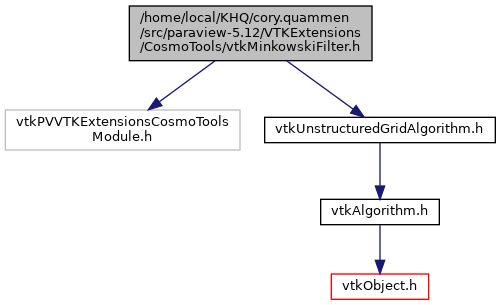 /home/local/KHQ/cory.quammen
/src/paraview-5.12/VTKExtensions
/CosmoTools/vtkMinkowskiFilter.h
vtkPVVTKExtensionsCosmoTools
Module.h
vtkUnstructuredGridAlgorithm.h
vtkAlgorithm.h
vtkObject.h